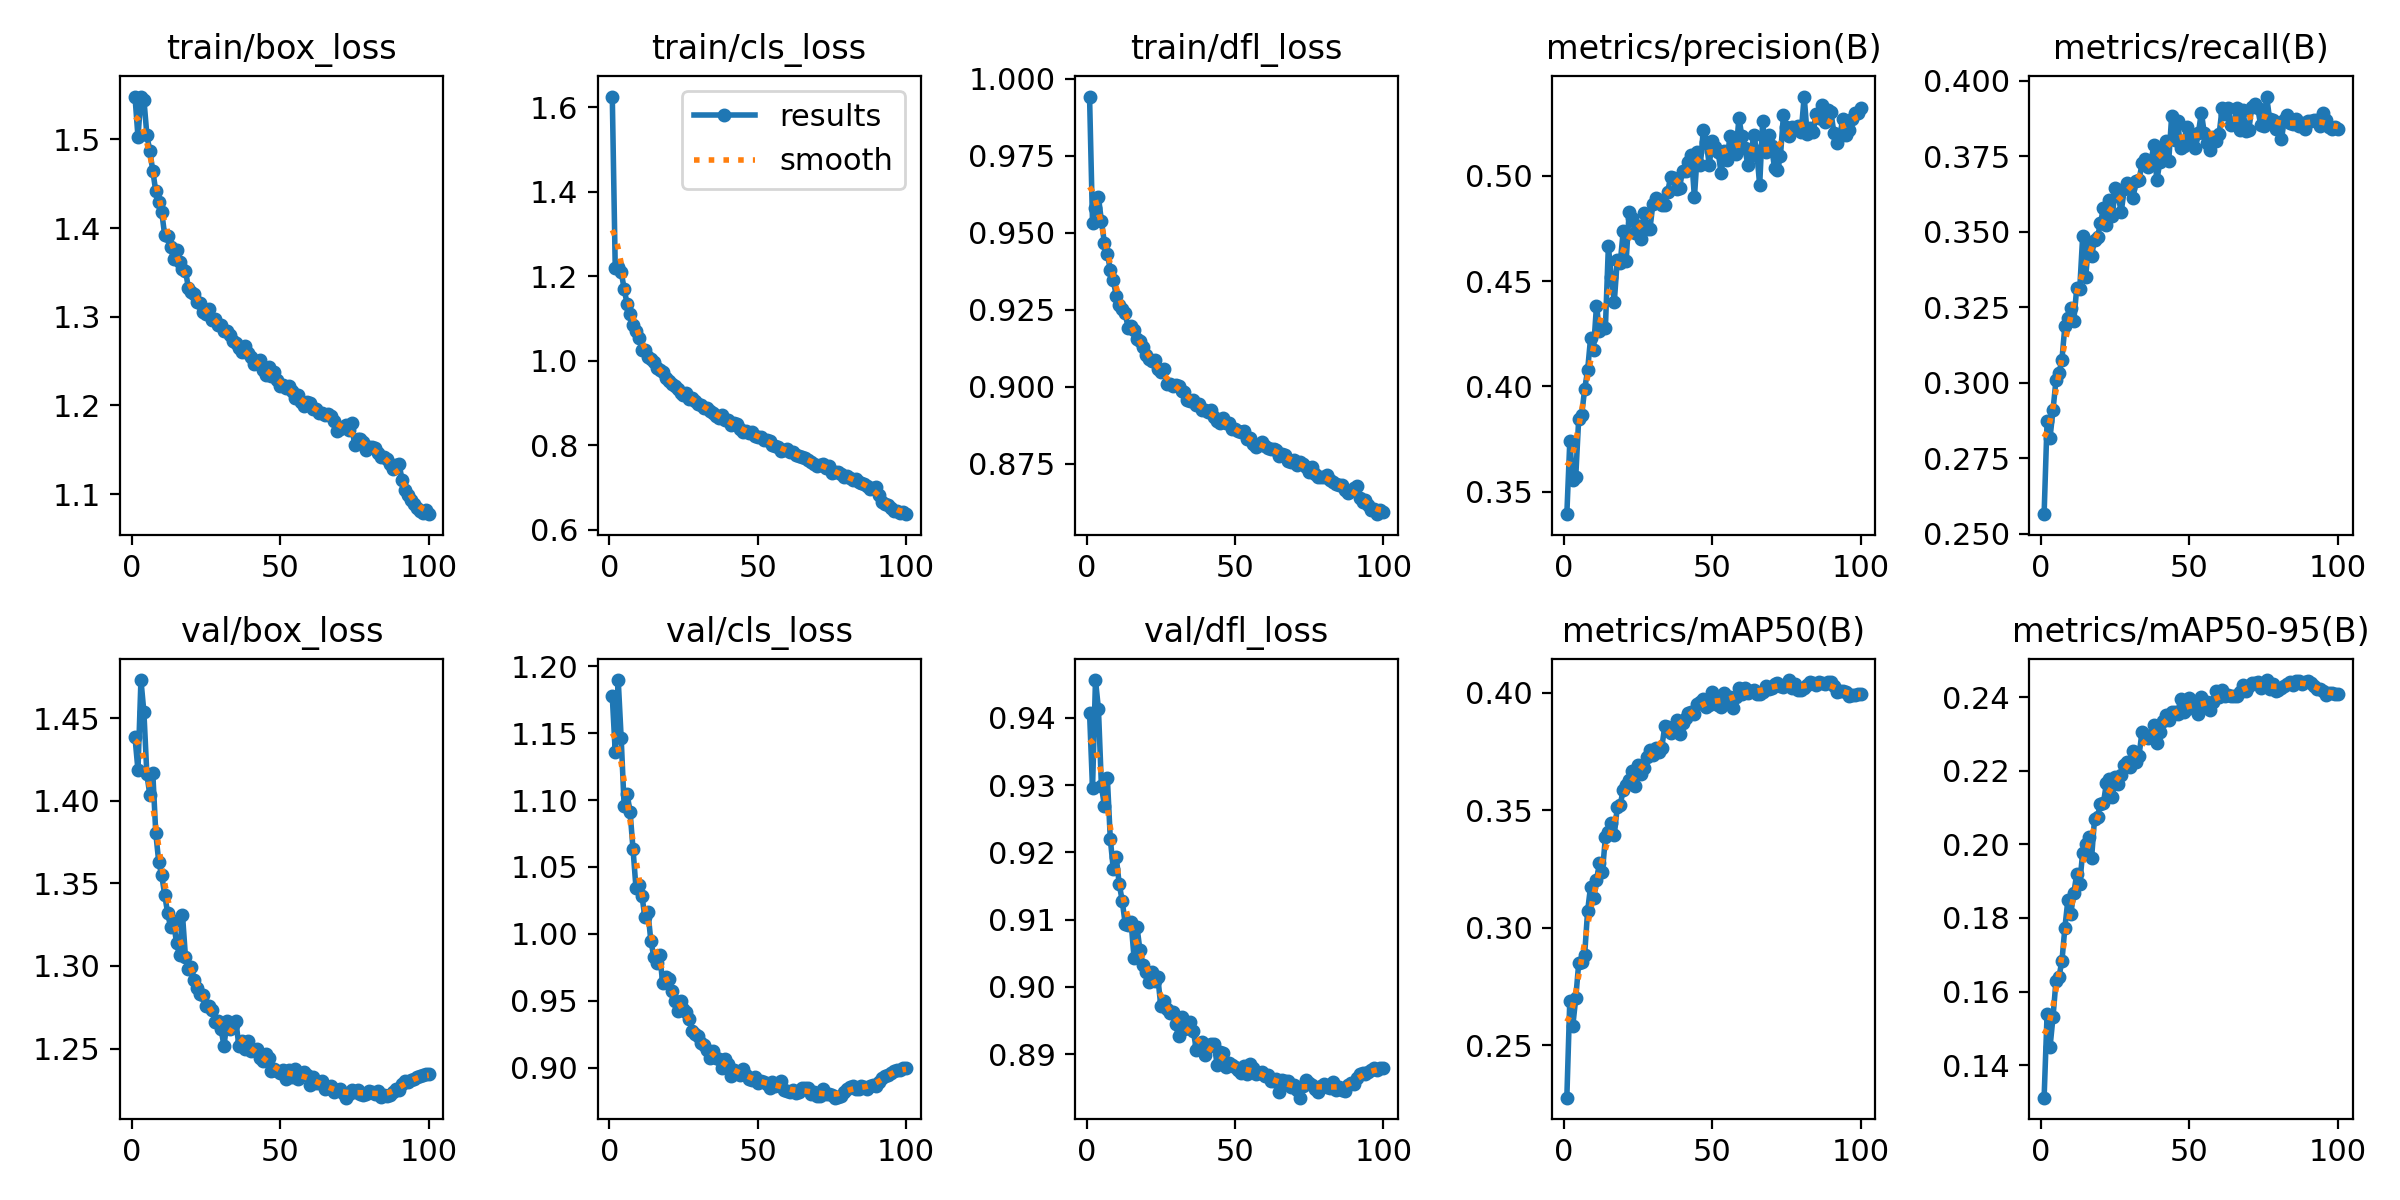 train/box_loss
1.5
1.4
1.3
1.2
1.1
0 50 100
train/cls_loss
results
smooth
1.6
1.4
1.2
1.0
0.8
0.6
0 50 100
train/dfl_loss
1.000
0.975
0.950
0.925
0.900
0.875
0 50 100
metrics/precision(B)
0.50
0.45
0.40
0.35
0 50 100
metrics/recall(B)
0.400
0.375
0.350
0.325
0.300
0.275
0.250
0 50 100
val/box_loss
1.45
1.40
1.35
1.30
1.25
0 50 100
val/cls_loss
1.20
1.15
1.10
1.05
1.00
0.95
0.90
0 50 100
val/dfl_loss
0.94
0.93
0.92
0.91
0.90
0.89
0 50 100
metrics/mAP50(B)
0.40
0.35
0.30
0.25
0 50 100
metrics/mAP50-95(B)
0.24
0.22
0.20
0.18
0.16
0.14
0 50 100